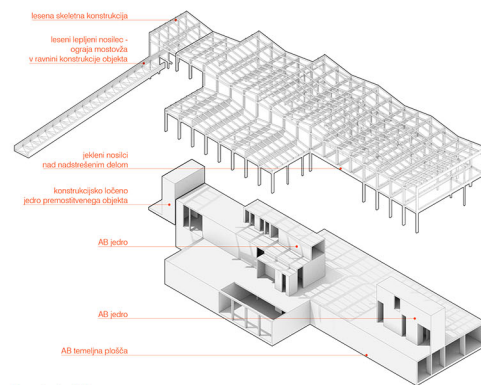 lesena skeletna konstrukcija
leseni lepljeni nosilec -
ograja mostovža
v ravnini konstrukcije objekta
jekleni nosilci
nad nadstrešenim delom
konstrukcijsko ločeno
jedro premostitvenega objekta
AB jedro
AB jedro
AB temeljna plošča